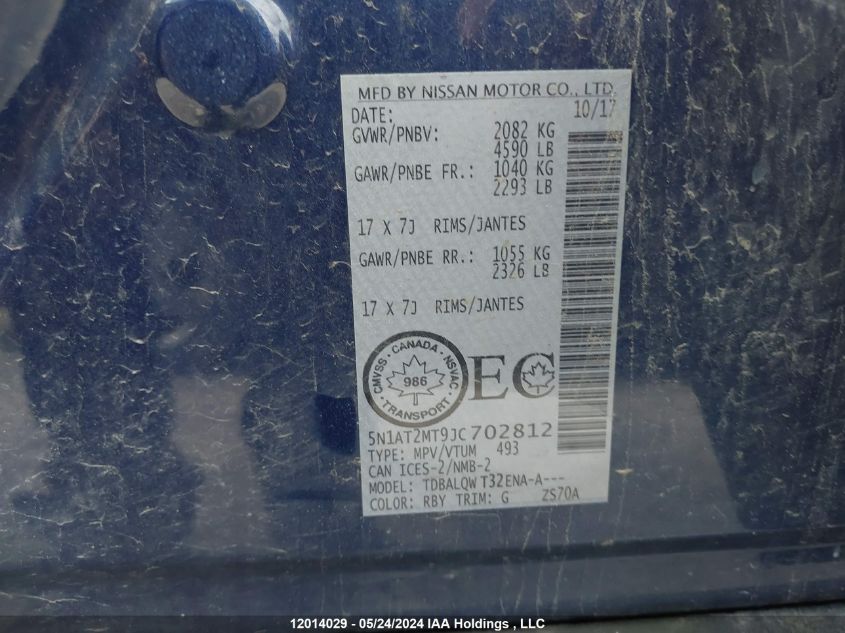 MFD BY NISSAN MOTOR CO., LTD.
DATE: 10/17
GVWR/PNBV: 2082 KG
4590 LB
GAWR/PNBE FR.: 1040 KG
2293 LB
17 X 7J RIMS/JANTES
GAWR/PNBE RR.: 1055 KG
2326 LB
17 X 7J RIMS/JANTES
CMVSS · CANADA · NSVAC
986
· TRANSPORT ·
EC
5N1AT2MT9JC702812
TYPE: MPV/VTUM 493
CAN ICES-2/NMB-2
MODEL: TDBALQW T32ENA-A---
COLOR: RBY TRIM: G ZS70A
12014029 - 05/24/2024 IAA Holdings , LLC